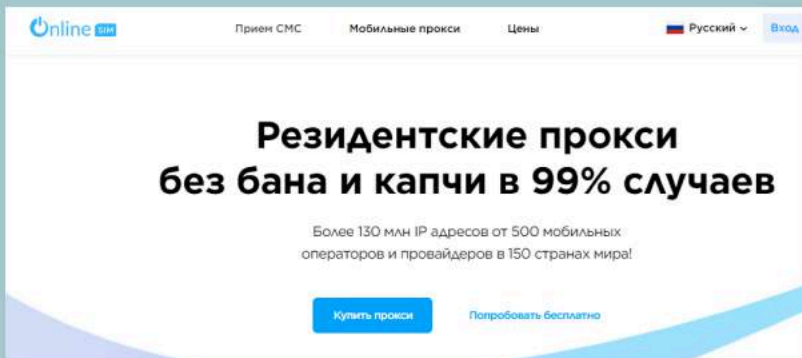 Online SIM
Прием СМС
Мобильные прокси
Цены
Русский
Вход
Резидентские прокси
без бана и капчи в 99% случаев
Более 130 млн IP адресов от 500 мобильных
операторов и провайдеров в 150 странах мира!
Купить прокси
Попробовать бесплатно